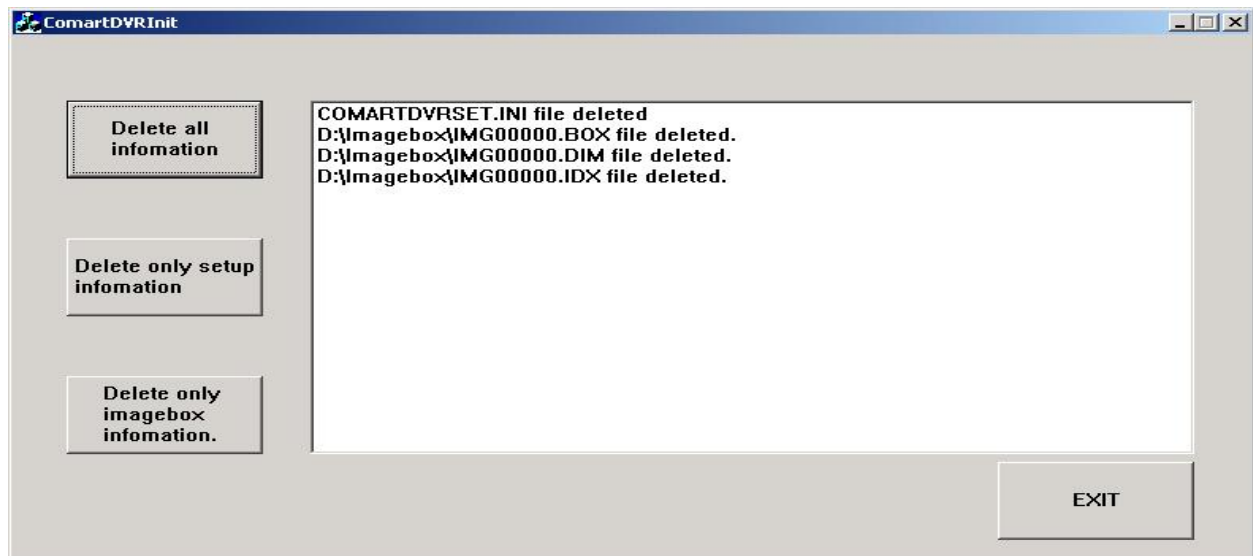 ComartDVRInit
Delete all
infomation
COMARTDVRSET.INI file deleted
D:\Imagebox\IMG00000.BOX file deleted.
D:\Imagebox\IMG00000.DIM file deleted.
D:\Imagebox\IMG00000.IDX file deleted.
Delete only setup
infomation
Delete only
imagebox
infomation.
EXIT